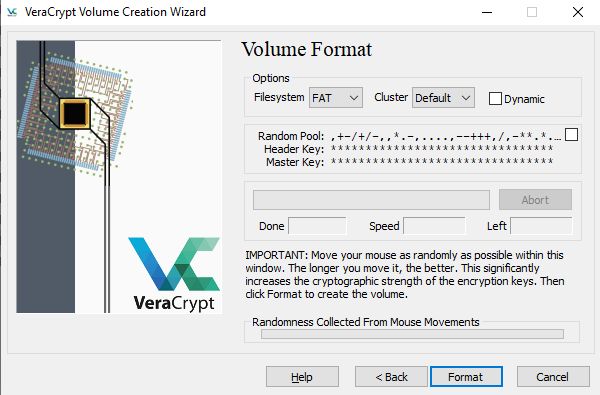 VeraCrypt Volume Creation Wizard
Volume Format
Options
Filesystem FAT Cluster Default Dynamic
Random Pool: ,+-/+/-,,*.-,....,--+++,/,-**.*....
Header Key: ********************************
Master Key: ********************************
Abort
Done Speed Left
IMPORTANT: Move your mouse as randomly as possible within this
window. The longer you move it, the better. This significantly
increases the cryptographic strength of the encryption keys. Then
click Format to create the volume.
Randomness Collected From Mouse Movements
VeraCrypt
Help < Back Format Cancel